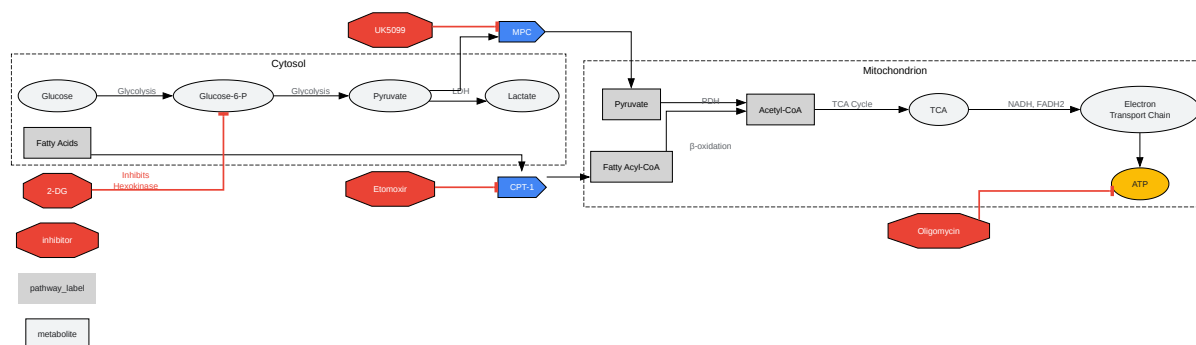 UK5099
MPC
Cytosol
Mitochondrion
Glucose
Glycolysis
Glucose-6-P
Glycolysis
Pyruvate
LDH
Lactate
Pyruvate
PDH
Acetyl-CoA
TCA Cycle
TCA
NADH, FADH2
Electron
Transport Chain
Fatty Acids
β-oxidation
Fatty Acyl-CoA
2-DG
Inhibits
Hexokinase
Etomoxir
CPT-1
ATP
Oligomycin
inhibitor
pathway_label
metabolite